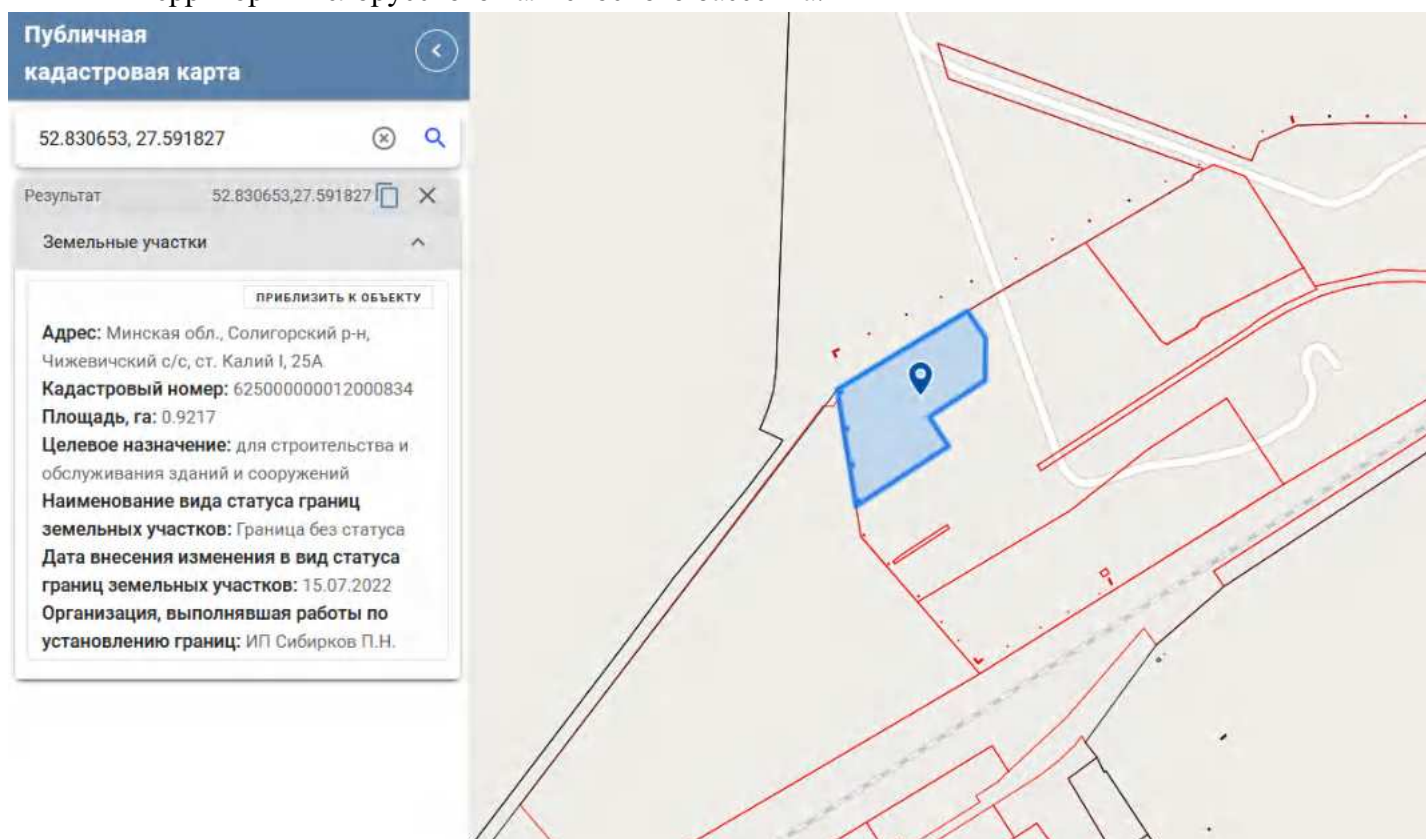 Публичная
кадастровая карта
52.830653, 27.591827
Результат 52.830653,27.591827
Земельные участки
ПРИБЛИЗИТЬ К ОБЪЕКТУ
Адрес: Минская обл., Солигорский р-н,
Чижевичский с/с, ст. Калий I, 25А
Кадастровый номер: 625000000012000834
Площадь, га: 0.9217
Целевое назначение: для строительства и
обслуживания зданий и сооружений
Наименование вида статуса границ
земельных участков: Граница без статуса
Дата внесения изменения в вид статуса
границ земельных участков: 15.07.2022
Организация, выполнявшая работы по
установлению границ: ИП Сибирков П.Н.